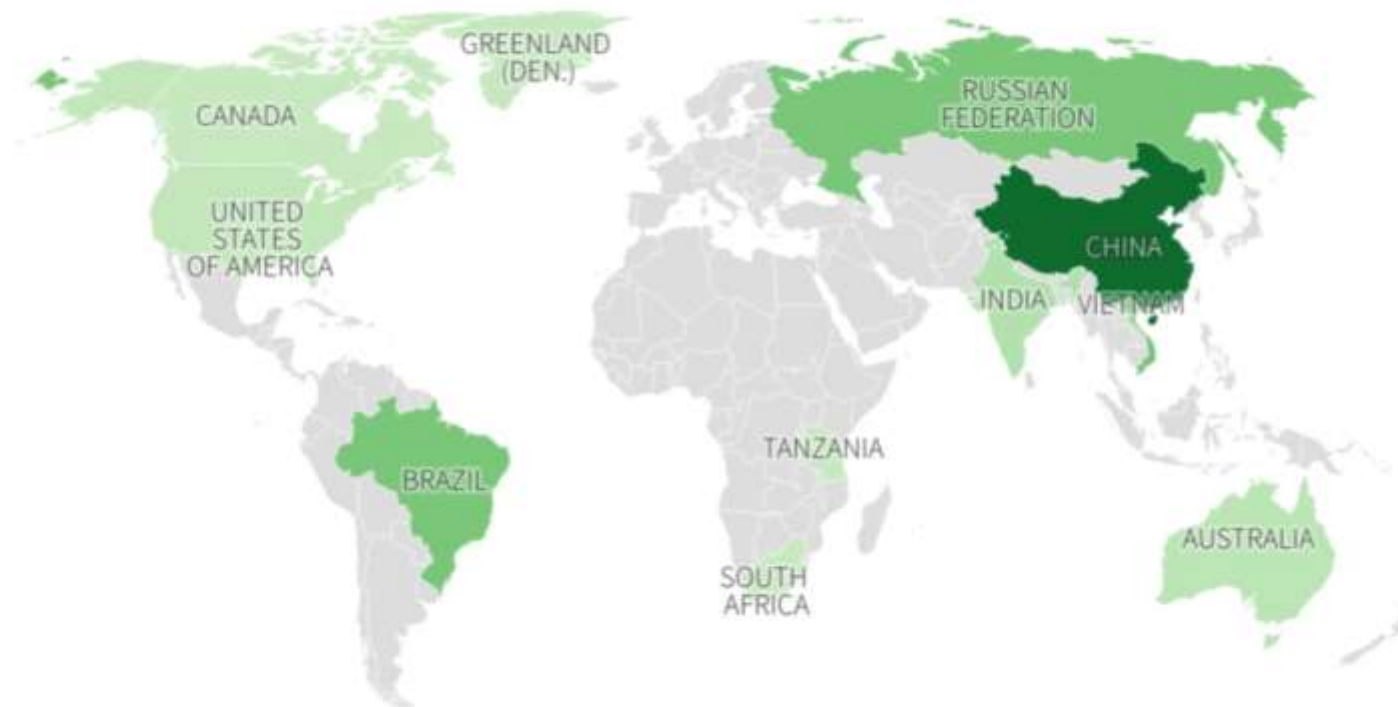 GREENLAND
(DEN.)
CANADA
RUSSIAN
FEDERATION
UNITED
STATES
OF AMERICA
CHINA
INDIA
VIETNAM
TANZANIA
BRAZIL
AUSTRALIA
SOUTH
AFRICA